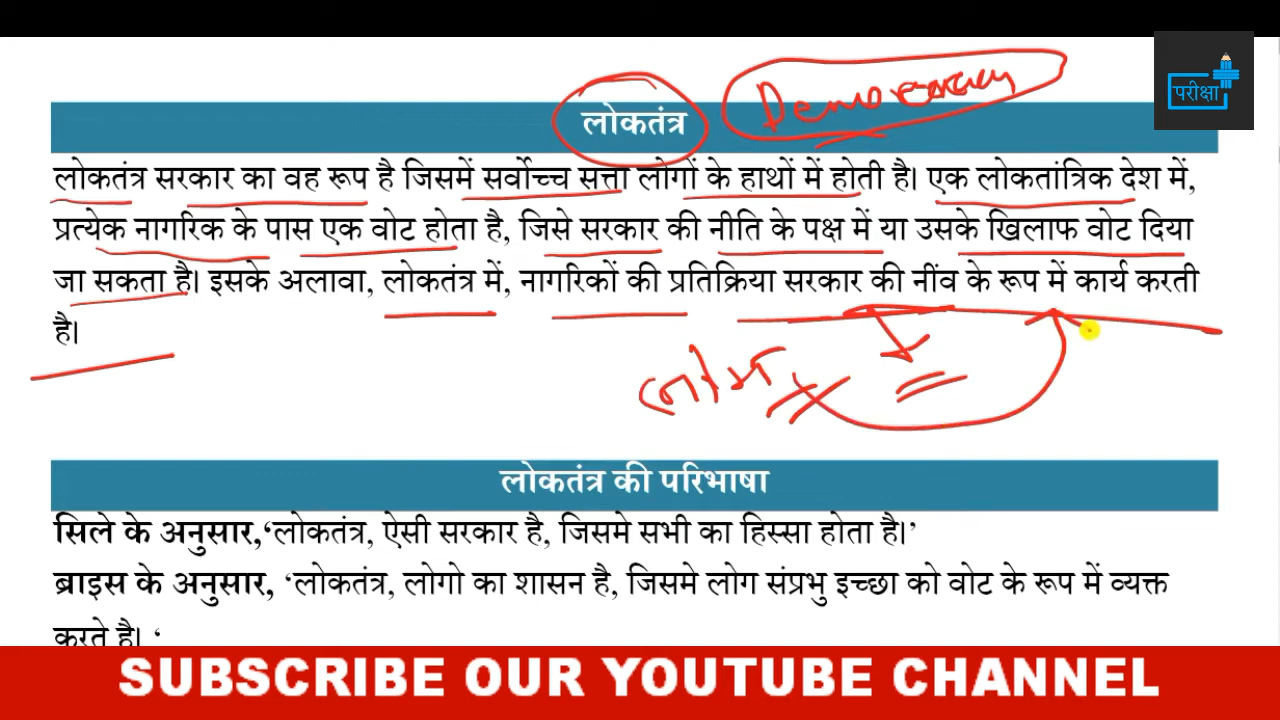 परीक्षा
लोकतंत्र Democracy
लोकतंत्र सरकार का वह रूप है जिसमें सर्वोच्च सत्ता लोगों के हाथों में होती है। एक लोकतांत्रिक देश में,
प्रत्येक नागरिक के पास एक वोट होता है, जिसे सरकार की नीति के पक्ष में या उसके खिलाफ वोट दिया
जा सकता है। इसके अलावा, लोकतंत्र में, नागरिकों की प्रतिक्रिया सरकार की नींव के रूप में कार्य करती
है।
लोकतंत्र की परिभाषा
सिले के अनुसार,‘लोकतंत्र, ऐसी सरकार है, जिसमे सभी का हिस्सा होता है।’
ब्राइस के अनुसार, ‘लोकतंत्र, लोगो का शासन है, जिसमे लोग संप्रभु इच्छा को वोट के रूप में व्यक्त
करते है। ‘
SUBSCRIBE OUR YOUTUBE CHANNEL